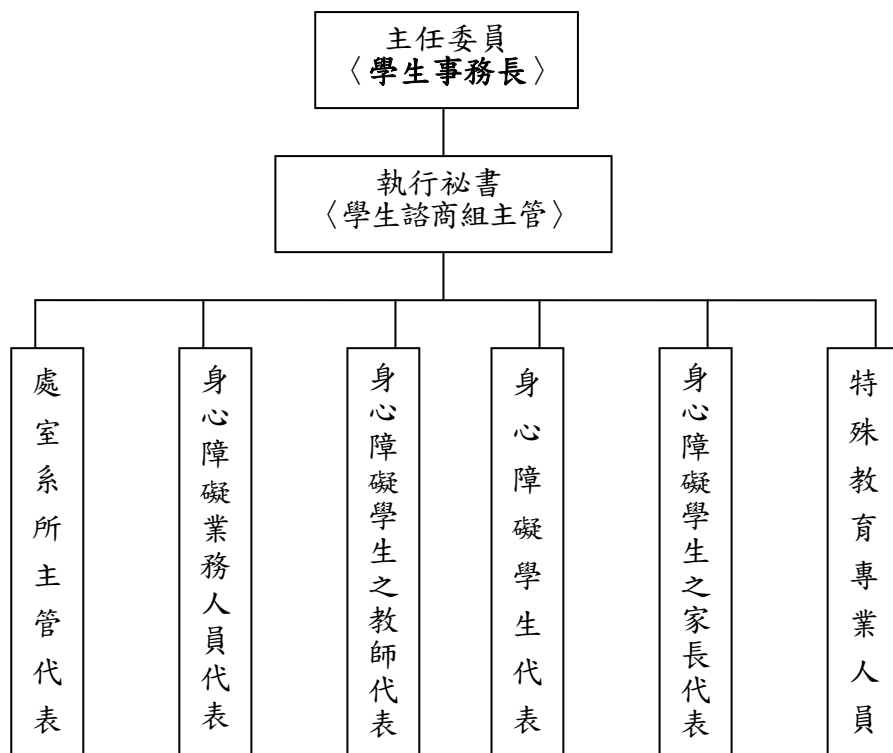 主任委員
〈學生事務長〉
執行祕書
〈學生諮商組主管〉
處室系所主管代表
身心障礙業務人員代表
身心障礙學生之教師代表
身心障礙學生代表
身心障礙學生之家長代表
特殊教育專業人員